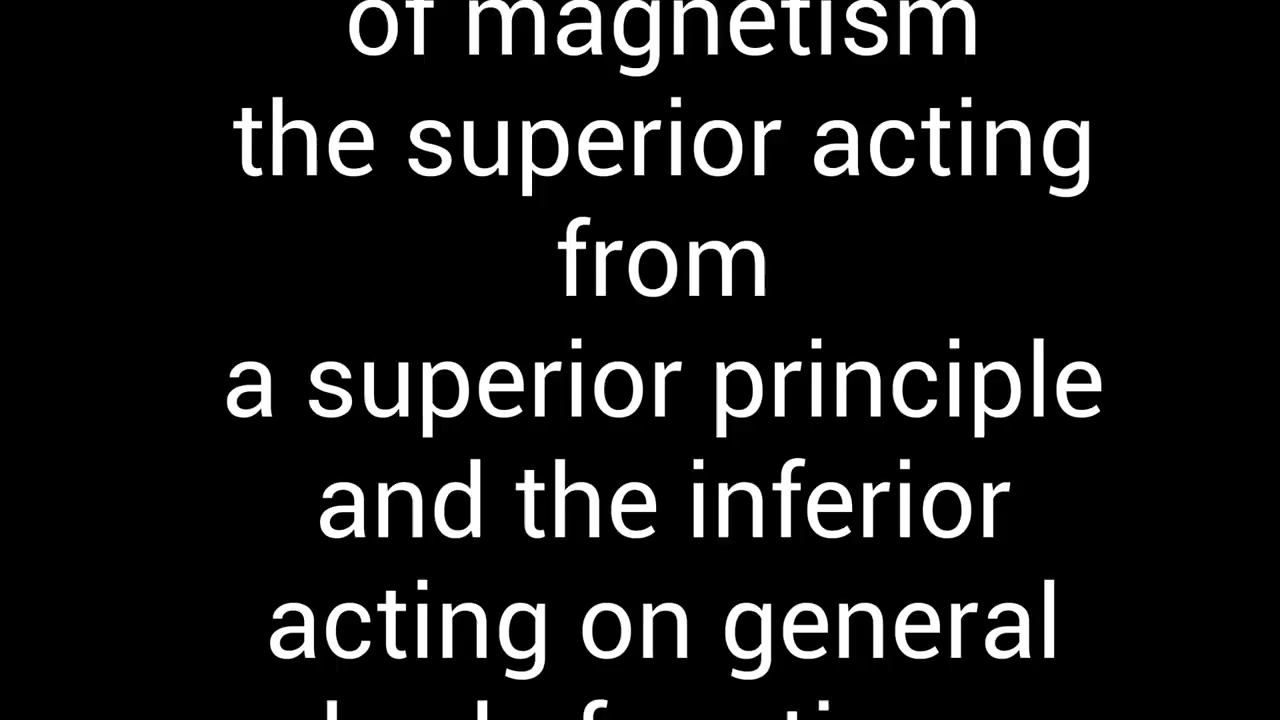 of magnetism
the superior acting
from
a superior principle
and the inferior
acting on general